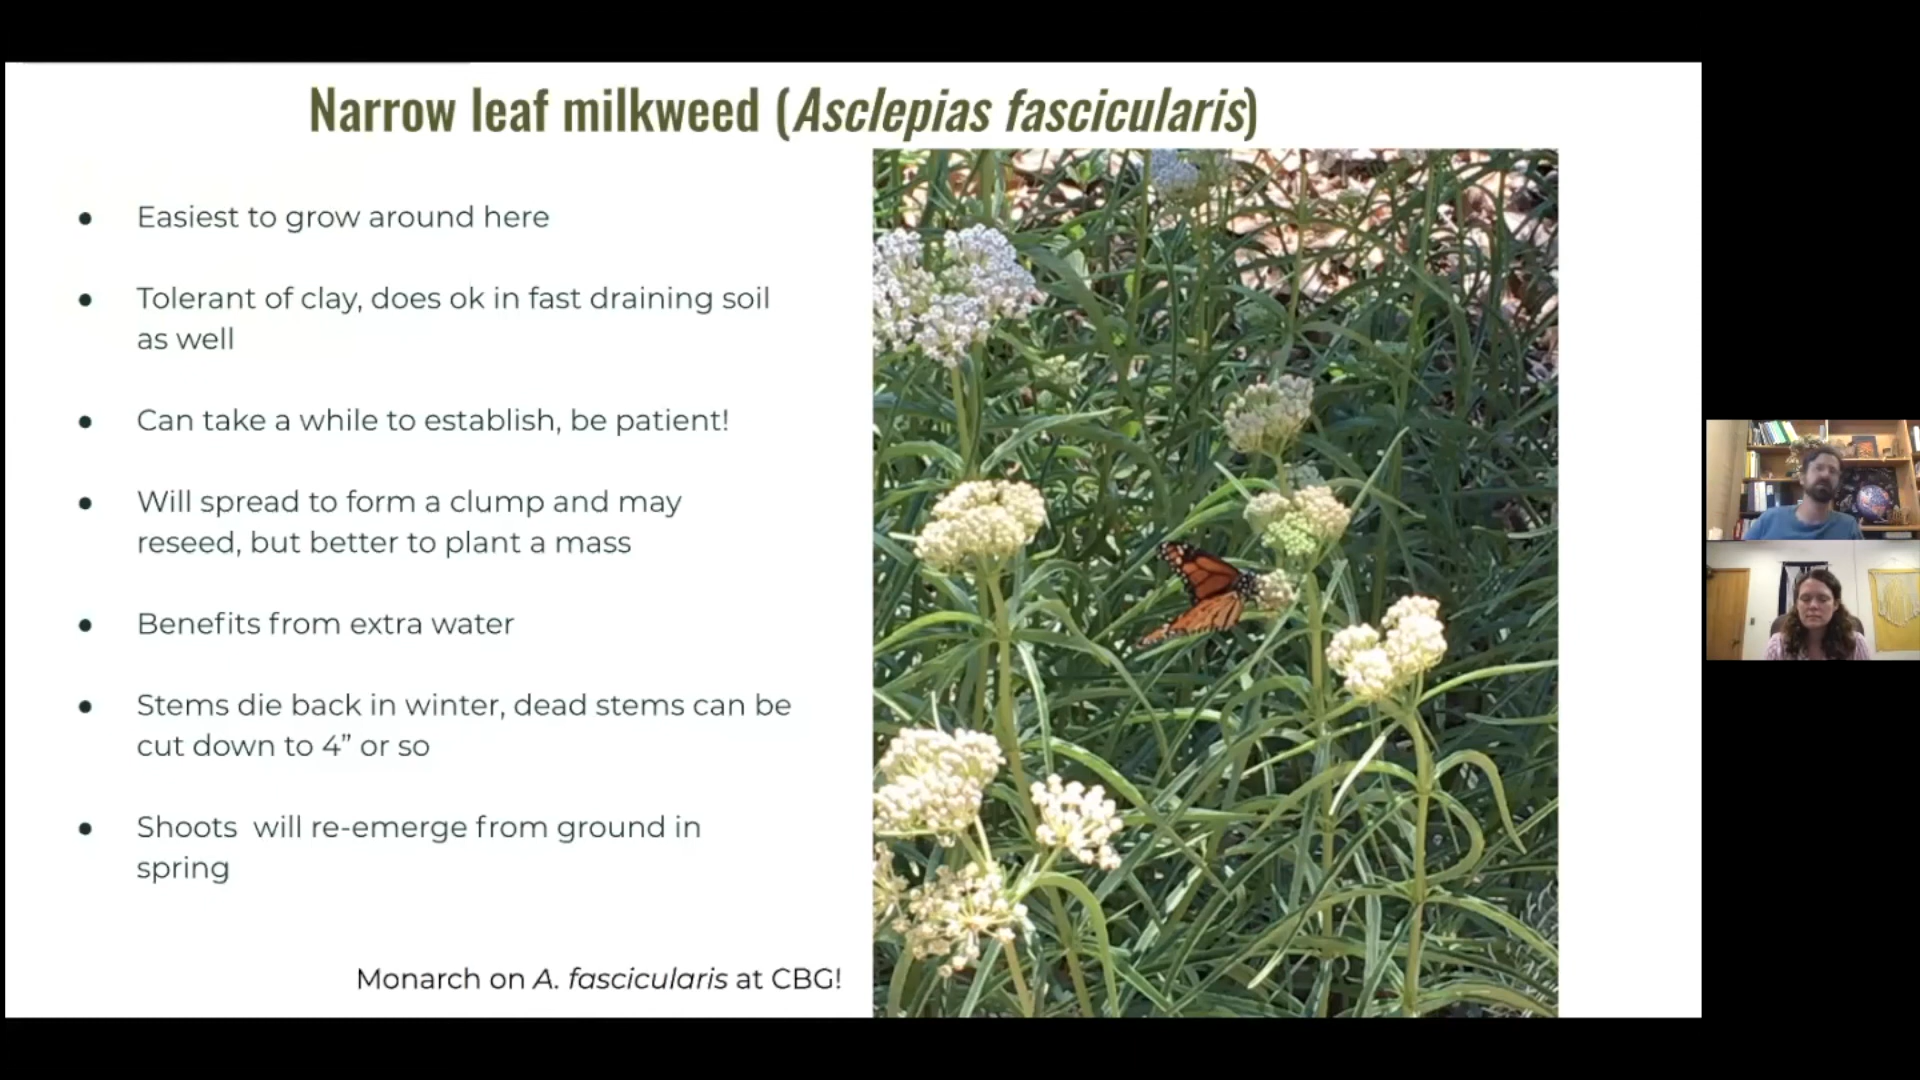 Narrow leaf milkweed (Asclepias fascicularis)
● Easiest to grow around here
● Tolerant of clay, does ok in fast draining soil
as well
● Can take a while to establish, be patient!
● Will spread to form a clump and may
reseed, but better to plant a mass
● Benefits from extra water
● Stems die back in winter, dead stems can be
cut down to 4” or so
● Shoots  will re-emerge from ground in
spring
Monarch on A. fascicularis at CBG!